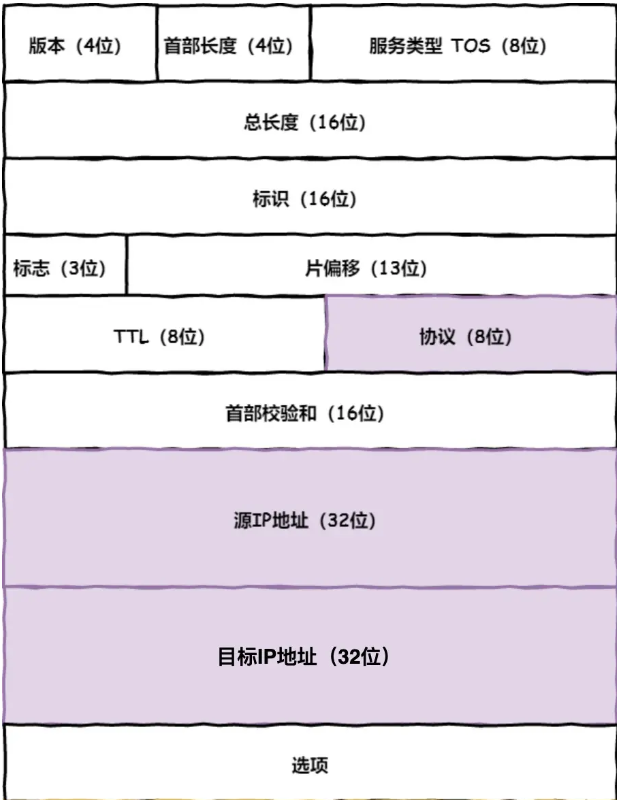 版本（4位）
首部长度（4位）
服务类型 TOS（8位）
总长度（16位）
标识（16位）
标志（3位）
片偏移（13位）
TTL（8位）
协议（8位）
首部校验和（16位）
源IP地址（32位）
目标IP地址（32位）
选项